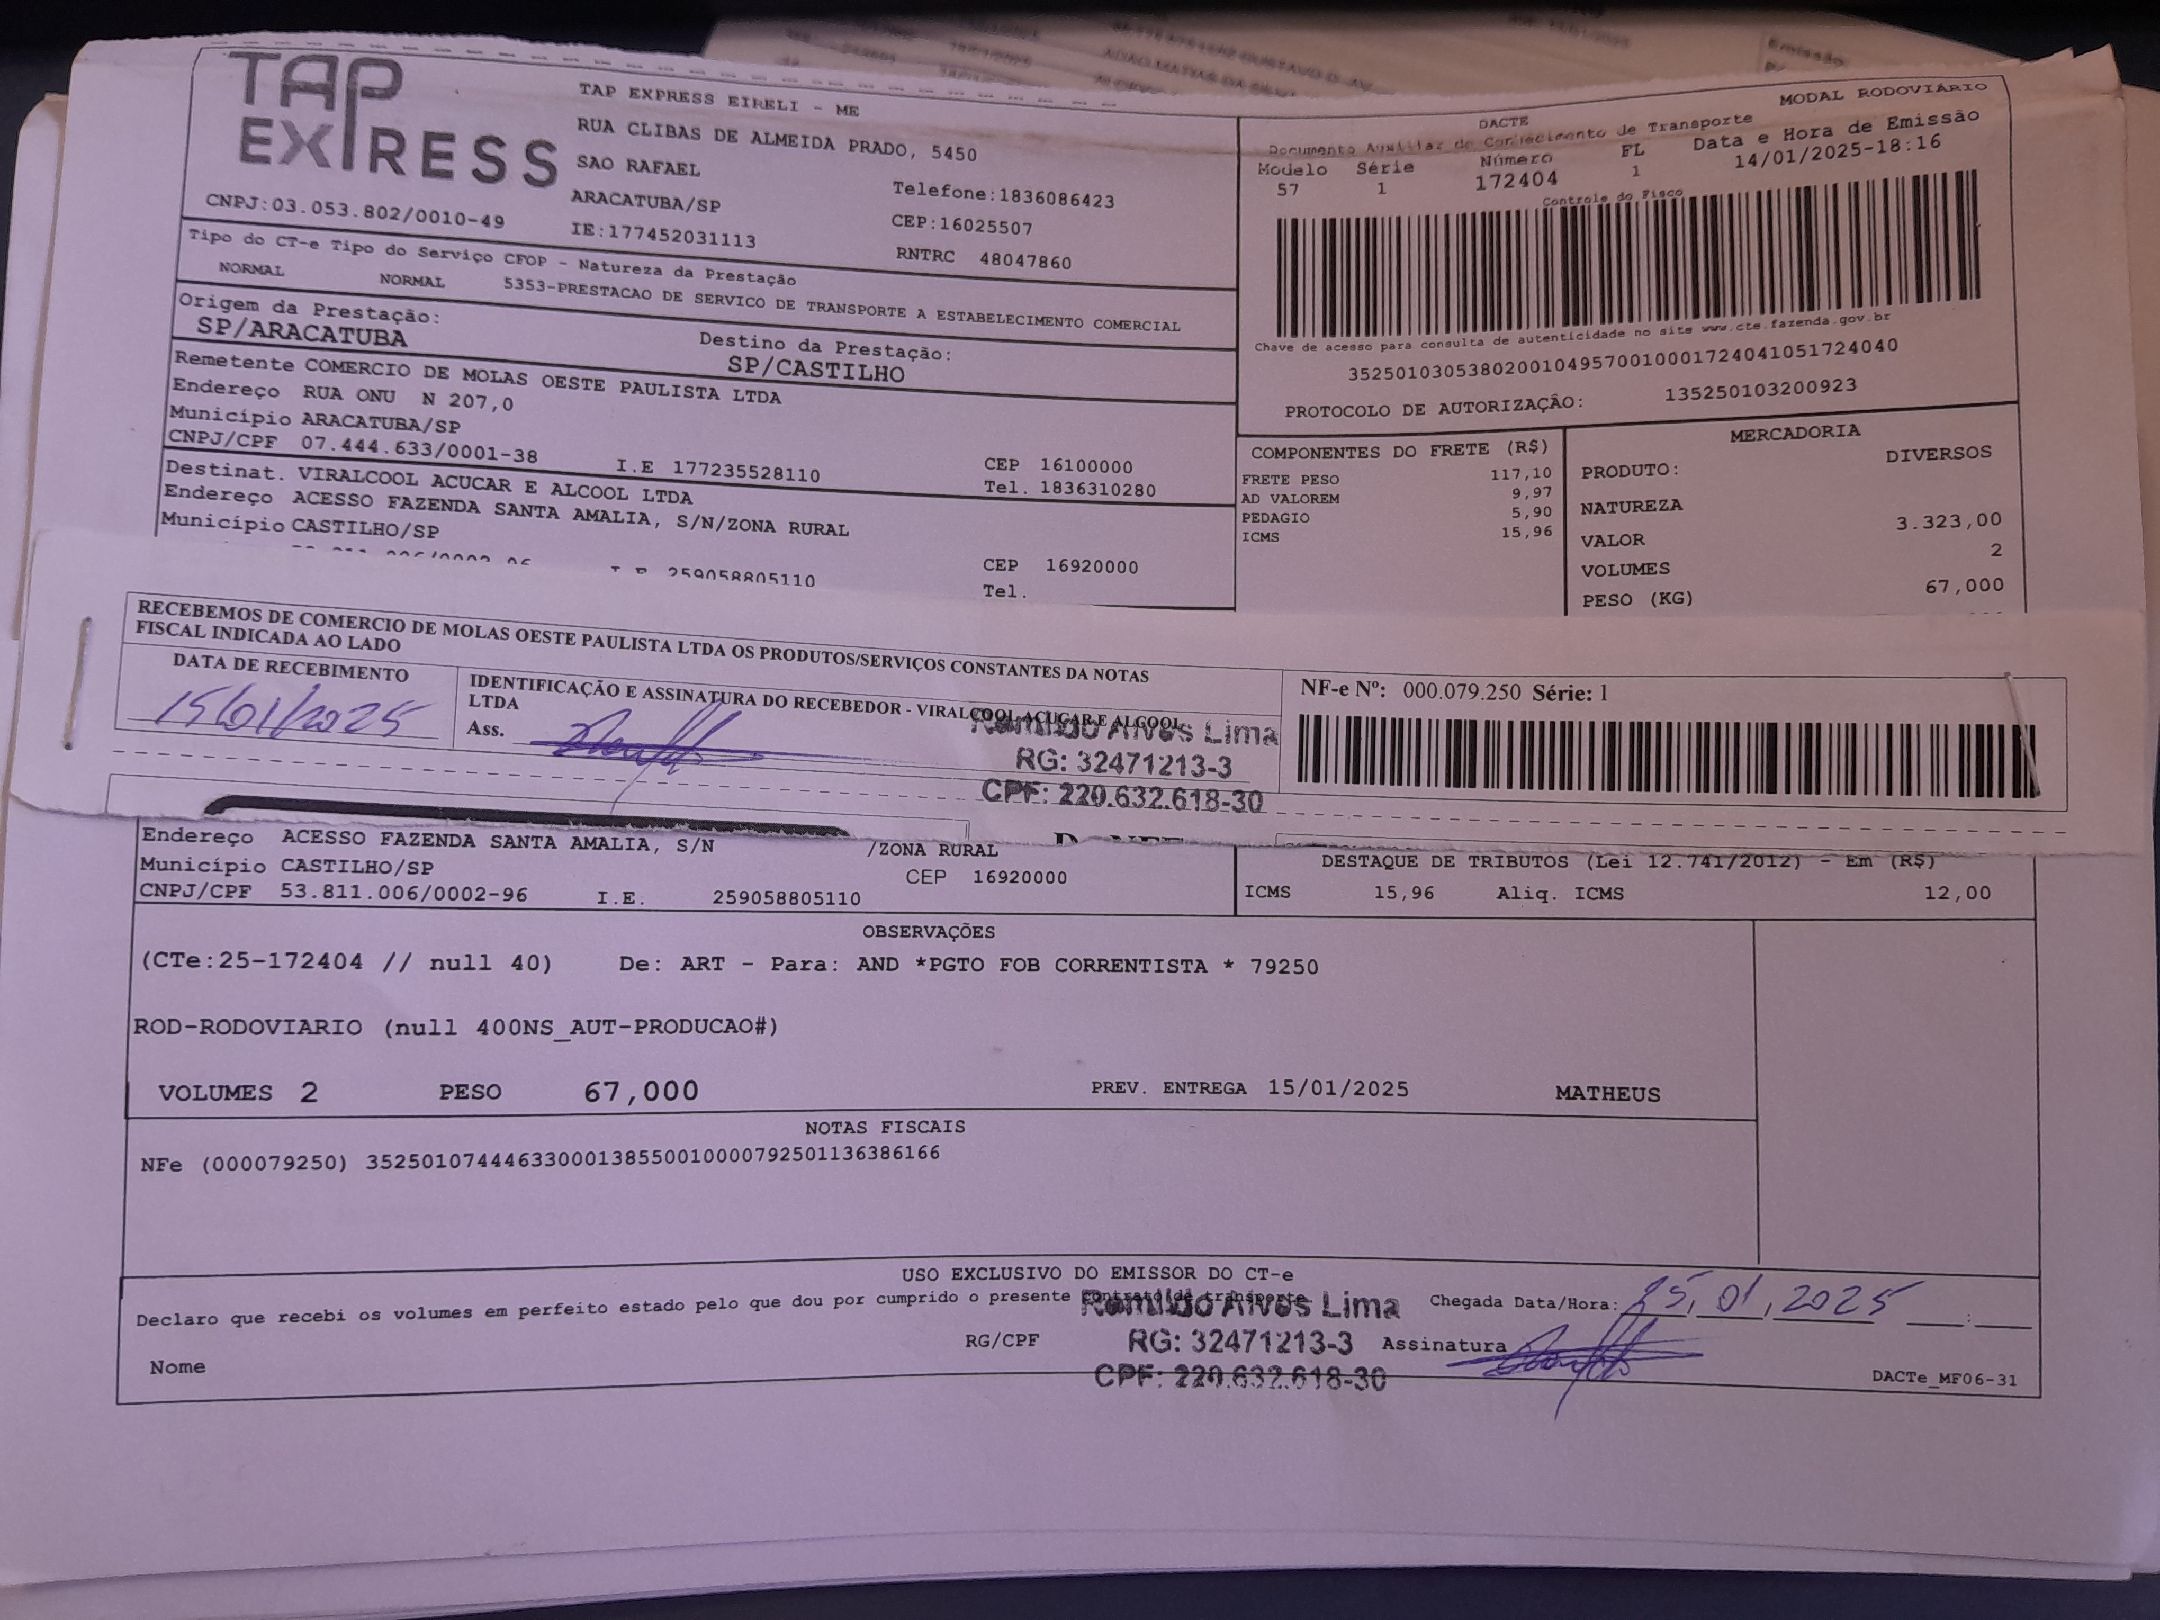 TAP EXPRESS
TAP EXPRESS EIRELI - ME
RUA CLIBAS DE ALMEIDA PRADO, 5450
SAO RAFAEL
ARACATUBA/SP
Telefone:1836086423
CNPJ:03.053.802/0010-49
IE:177452031113
CEP:16025507
RNTRC 48047860
Tipo do CT-e Tipo do Serviço CFOP - Natureza da Prestação
NORMAL NORMAL 5353-PRESTACAO DE SERVICO DE TRANSPORTE A ESTABELECIMENTO COMERCIAL
Origem da Prestação:
SP/ARACATUBA
Destino da Prestação:
SP/CASTILHO
Remetente COMERCIO DE MOLAS OESTE PAULISTA LTDA
Endereço RUA ONU N 207,0
Município ARACATUBA/SP
CEP 16100000
CNPJ/CPF 07.444.633/0001-38 I.E 177235528110 Tel. 1836310280
Destinat. VIRALCOOL ACUCAR E ALCOOL LTDA
Endereço ACESSO FAZENDA SANTA AMALIA, S/N/ZONA RURAL
Município CASTILHO/SP
CEP 16920000
259058805110
Tel.
MODAL RODOVIÁRIO
DACTE
Documento Auxiliar do Conhecimento de Transporte
Modelo Série Número FL Data e Hora de Emissão
57 1 172404 1 14/01/2025-18:16
Controle do Fisco
Chave de acesso para consulta de autenticidade no site www.cte.fazenda.gov.br
35250103053802001049570010001724041051724040
PROTOCOLO DE AUTORIZAÇÃO: 135250103200923
COMPONENTES DO FRETE (R$)
FRETE PESO 117,10
AD VALOREM 9,97
PEDAGIO 5,90
ICMS 15,96
MERCADORIA
PRODUTO: DIVERSOS
NATUREZA
VALOR 3.323,00
VOLUMES 2
PESO (KG) 67,000
RECEBEMOS DE COMERCIO DE MOLAS OESTE PAULISTA LTDA OS PRODUTOS/SERVIÇOS CONSTANTES DA NOTAS
FISCAL INDICADA AO LADO
DATA DE RECEBIMENTO
15/01/2025
IDENTIFICAÇÃO E ASSINATURA DO RECEBEDOR - VIRALCOOL ACUCAR E ALCOOL
LTDA
Ass.
Romildo Alves Lima
RG: 32471213-3
CPF: 220.632.618-30
NF-e Nº: 000.079.250 Série: 1
Endereço ACESSO FAZENDA SANTA AMALIA, S/N /ZONA RURAL
Município CASTILHO/SP CEP 16920000
CNPJ/CPF 53.811.006/0002-96 I.E. 259058805110
DESTAQUE DE TRIBUTOS (Lei 12.741/2012) - Em (R$)
ICMS 15,96 Aliq. ICMS 12,00
OBSERVAÇÕES
(CTe:25-172404 // null 40) De: ART - Para: AND *PGTO FOB CORRENTISTA * 79250
ROD-RODOVIARIO (null 400NS_AUT-PRODUCAO#)
VOLUMES 2 PESO 67,000 PREV. ENTREGA 15/01/2025 MATHEUS
NOTAS FISCAIS
NFe (000079250) 35250107444633000138550010000792501136386166
USO EXCLUSIVO DO EMISSOR DO CT-e
Declaro que recebi os volumes em perfeito estado pelo que dou por cumprido o presente contrato de transporte
Chegada Data/Hora: 15,01,2025
Romildo Alves Lima
RG/CPF RG: 32471213-3 Assinatura
Nome
CPF: 220.632.618-30
DACTe_MF06-31